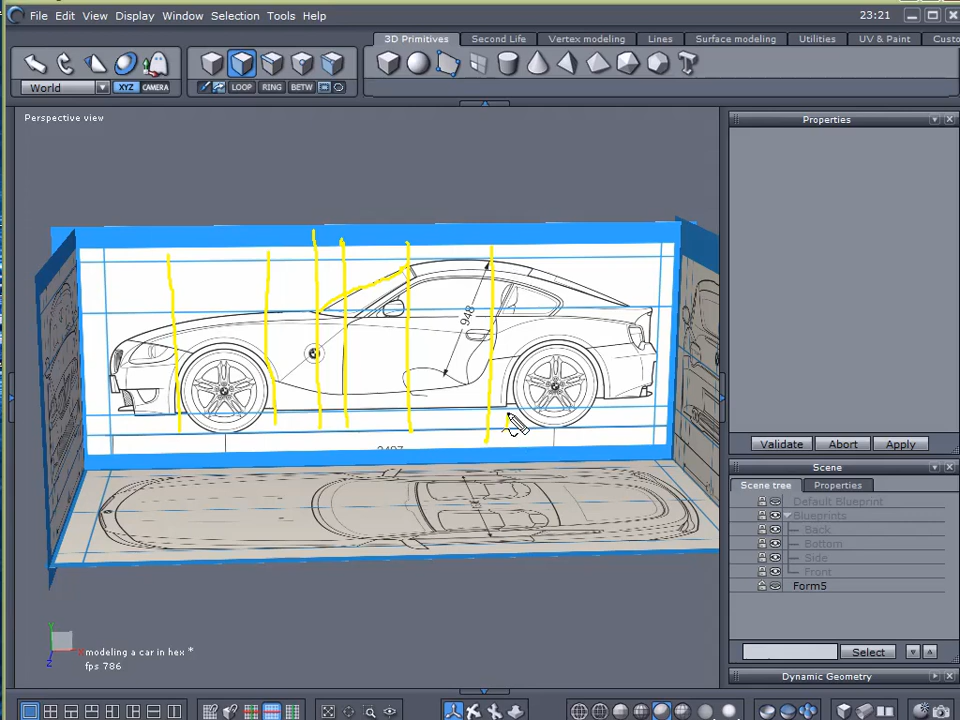 File Edit View Display Window Selection Tools Help
23:21
3D Primitives Second Life Vertex modeling Lines Surface modeling Utilities UV & Paint Custo
World XYZ CAMERA LOOP RING BETW
Perspective view
Properties
948
Validate Abort Apply
Scene
Scene tree Properties
Default Blueprint
Blueprints
Back
Bottom
Side
Front
Form5
Y
X
Z
modeling a car in hex *
fps 786
Select
Dynamic Geometry